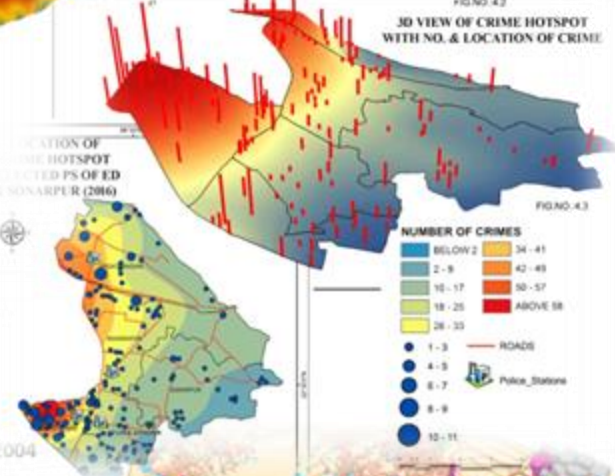 FIG.NO.:4.2
3D VIEW OF CRIME HOTSPOT
WITH NO. & LOCATION OF CRIME
OF
HOTSPOT
PS OF ED
SONARPUR (2016)
FIG.NO.:4.3
NUMBER OF CRIMES
BELOW 2
2 - 9
10 - 17
18 - 25
26 - 33
34 - 41
42 - 49
50 - 57
ABOVE 58
1 - 3
4 - 5
6 - 7
8 - 9
10 - 11
ROADS
Police_Stations
2004